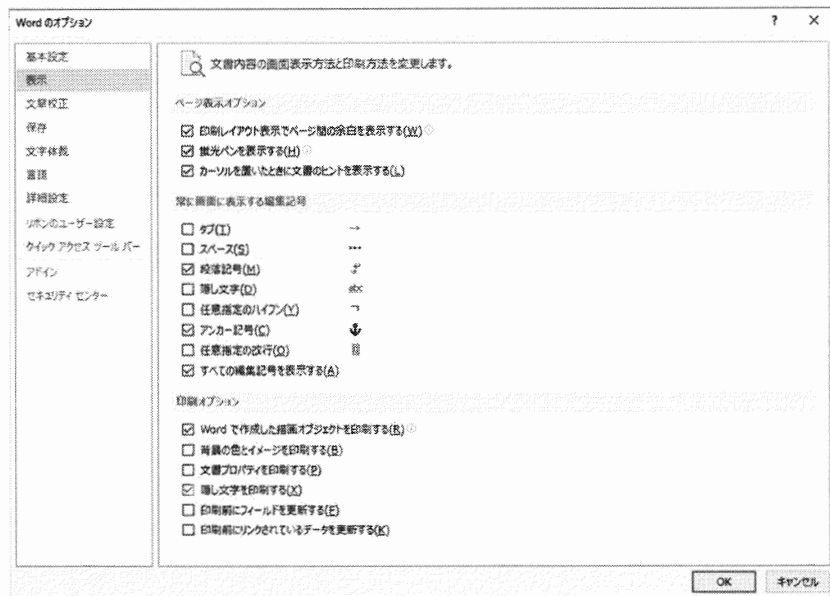 Word のオプション ? ×
基本設定
表示
文章校正
保存
文字体裁
言語
詳細設定
リボンのユーザー設定
クイック アクセス ツール バー
アドイン
セキュリティ センター
文書内容の画面表示方法と印刷方法を変更します。
ページ表示オプション
印刷レイアウト表示でページ間の余白を表示する(W)
蛍光ペンを表示する(H)
カーソルを置いたときに文書のヒントを表示する(L)
常に画面に表示する編集記号
タブ(T) →
スペース(S) ···
段落記号(M)
隠し文字(D) abc
任意指定のハイフン(Y) ¬
アンカー記号(C)
任意指定の改行(O)
すべての編集記号を表示する(A)
印刷オプション
Word で作成した描画オブジェクトを印刷する(R)
背景の色とイメージを印刷する(B)
文書プロパティを印刷する(P)
隠し文字を印刷する(X)
印刷前にフィールドを更新する(F)
印刷前にリンクされているデータを更新する(K)
OK キャンセル